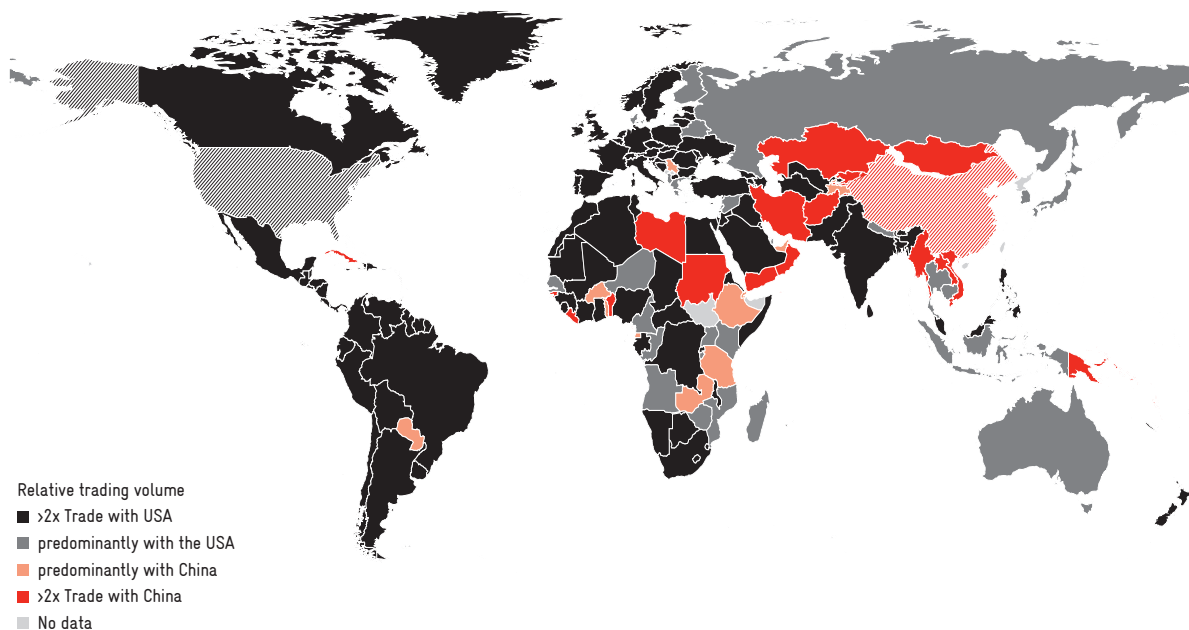 Relative trading volume
>2x Trade with USA
predominantly with the USA
predominantly with China
>2x Trade with China
No data